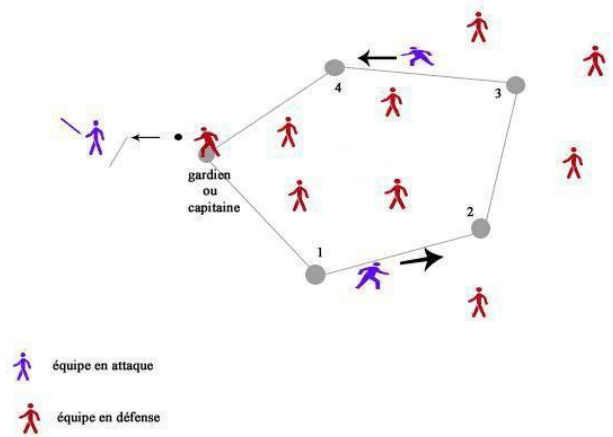 4
3
gardien
ou
capitaine
2
1
équipe en attaque
équipe en défense